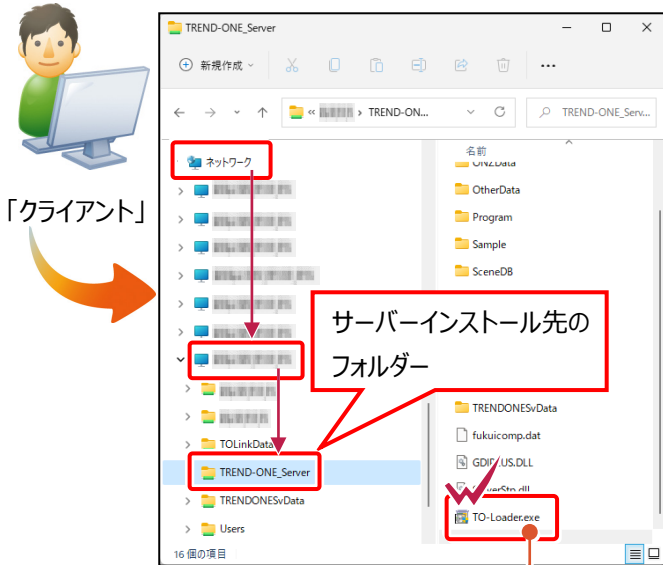 TREND-ONE_Server
新規作成
« > TREND-ON...
TREND-ONE_Serv...
ネットワーク
名前
ONZData
OtherData
Program
Sample
SceneDB
「クライアント」
サーバーインストール先の
フォルダー
TOLinkData
TREND-ONE_Server
TRENDONESvData
Users
TRENDONESvData
fukuicomp.dat
TO-Loader.exe
16 個の項目